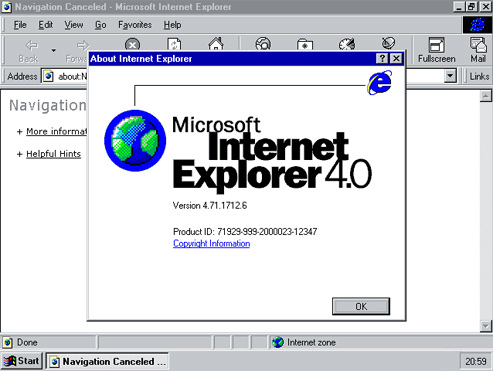 Navigation Canceled - Microsoft Internet Explorer
File Edit View Go Favorites Help
Back Forw Fullscreen Mail
Address about:N Links
About Internet Explorer
Navigation
+ More informat
+ Helpful Hints
Microsoft
Internet
Explorer 4.0
Version 4.71.1712.6
Product ID: 71929-999-2000023-12347
Copyright Information
OK
Done Internet zone
Start Navigation Canceled ... 20:59